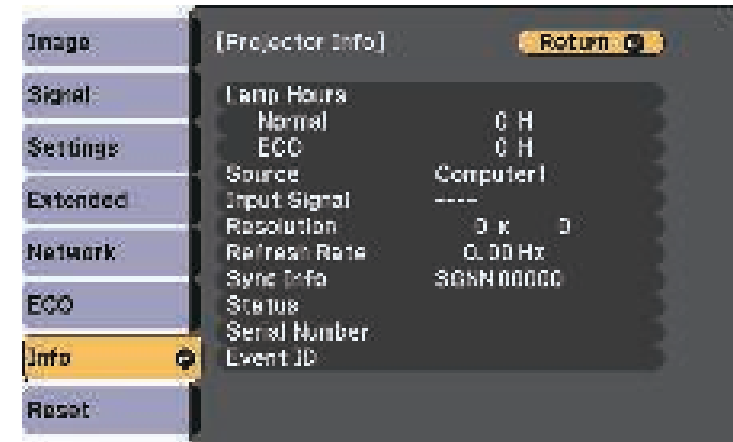 Image
Signal
Settings
Extended
Network
ECO
Info
Reset
[Projector Info]
Return
Lamp Hours
Normal 0 H
ECO 0 H
Source Computer1
Input Signal ----
Resolution 0 x 0
Refresh Rate 0.00 Hz
Sync Info
Status
Serial Number
Event ID